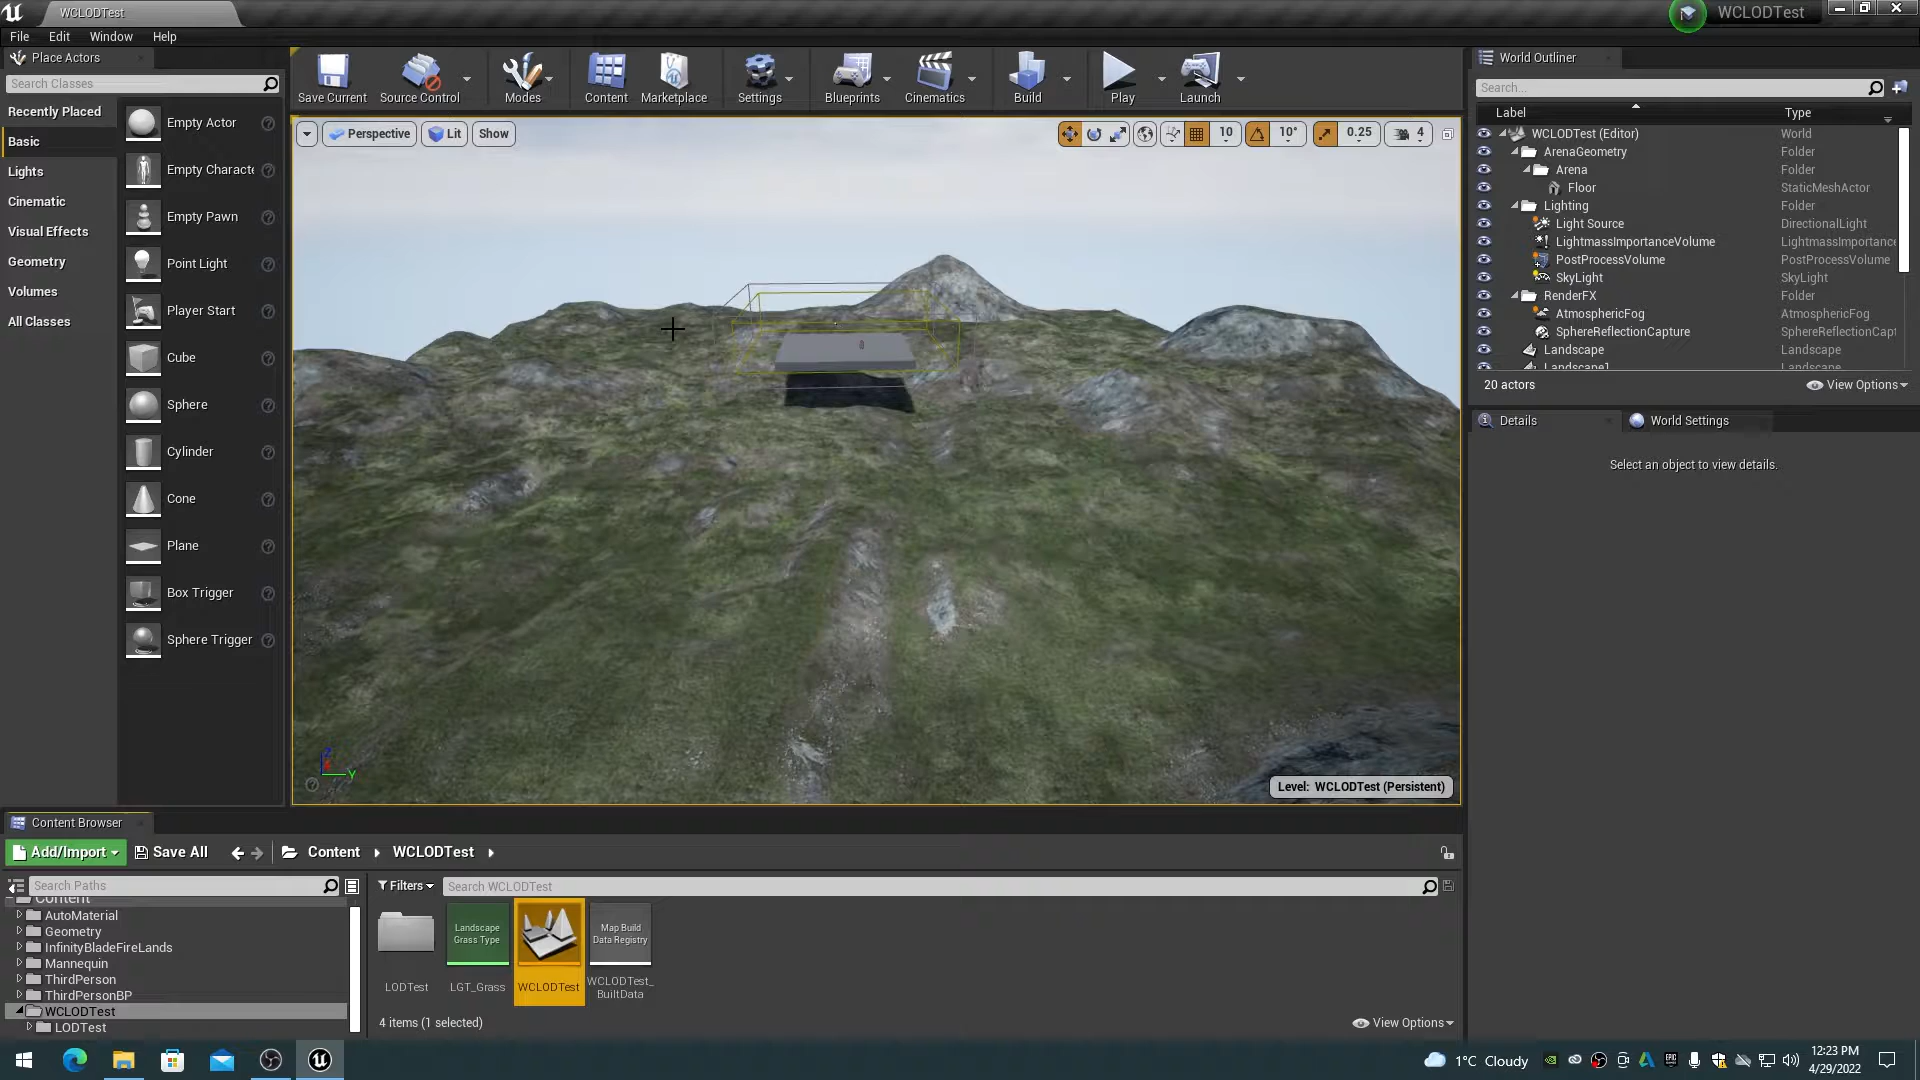 WCLODTest
WCLODTest
File
Edit
Window
Help
Place Actors
Search Classes
Recently Placed
Basic
Lights
Cinematic
Visual Effects
Geometry
Volumes
All Classes
Empty Actor
Empty Characte
Empty Pawn
Point Light
Player Start
Cube
Sphere
Cylinder
Cone
Plane
Box Trigger
Sphere Trigger
Save Current
Source Control
Modes
Content
Marketplace
Settings
Blueprints
Cinematics
Build
Play
Launch
Perspective
Lit
Show
10
10°
0.25
4
Z
Y
Level: WCLODTest (Persistent)
World Outliner
Search...
Label
Type
WCLODTest (Editor)
World
ArenaGeometry
Folder
Arena
Folder
Floor
StaticMeshActor
Lighting
Folder
Light Source
DirectionalLight
LightmassImportanceVolume
LightmassImportance
PostProcessVolume
PostProcessVolume
SkyLight
SkyLight
RenderFX
Folder
AtmosphericFog
AtmosphericFog
SphereReflectionCapture
SphereReflectionCapt
Landscape
Landscape
Landscape1
20 actors
View Options
Details
World Settings
Select an object to view details.
Content Browser
Add/Import
Save All
Content
WCLODTest
Search Paths
Content
AutoMaterial
Geometry
InfinityBladeFireLands
Mannequin
ThirdPerson
ThirdPersonBP
WCLODTest
LODTest
Filters
Search WCLODTest
LODTest
Landscape
Grass Type
LGT_Grass
WCLODTest
Map Build
Data Registry
WCLODTest_
BuiltData
4 items (1 selected)
View Options
1°C Cloudy
12:23 PM
4/29/2022